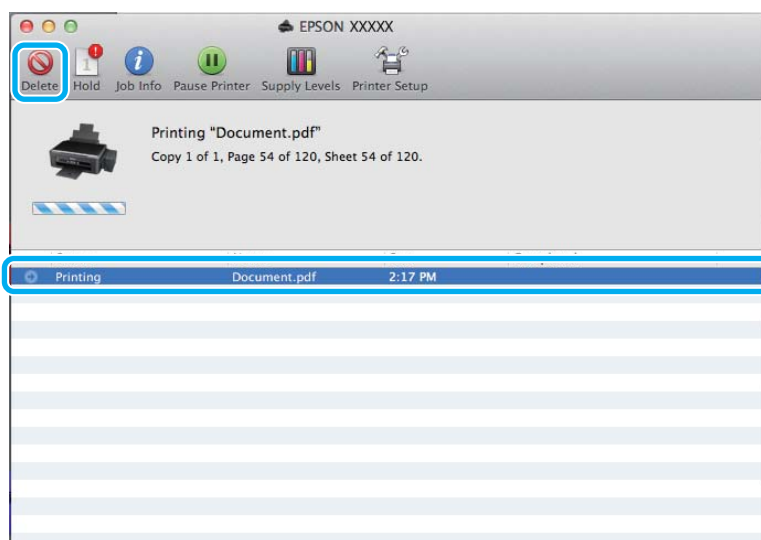 EPSON XXXXX
1
Delete Hold Job Info Pause Printer Supply Levels Printer Setup
Printing "Document.pdf"
Copy 1 of 1, Page 54 of 120, Sheet 54 of 120.
Printing Document.pdf 2:17 PM